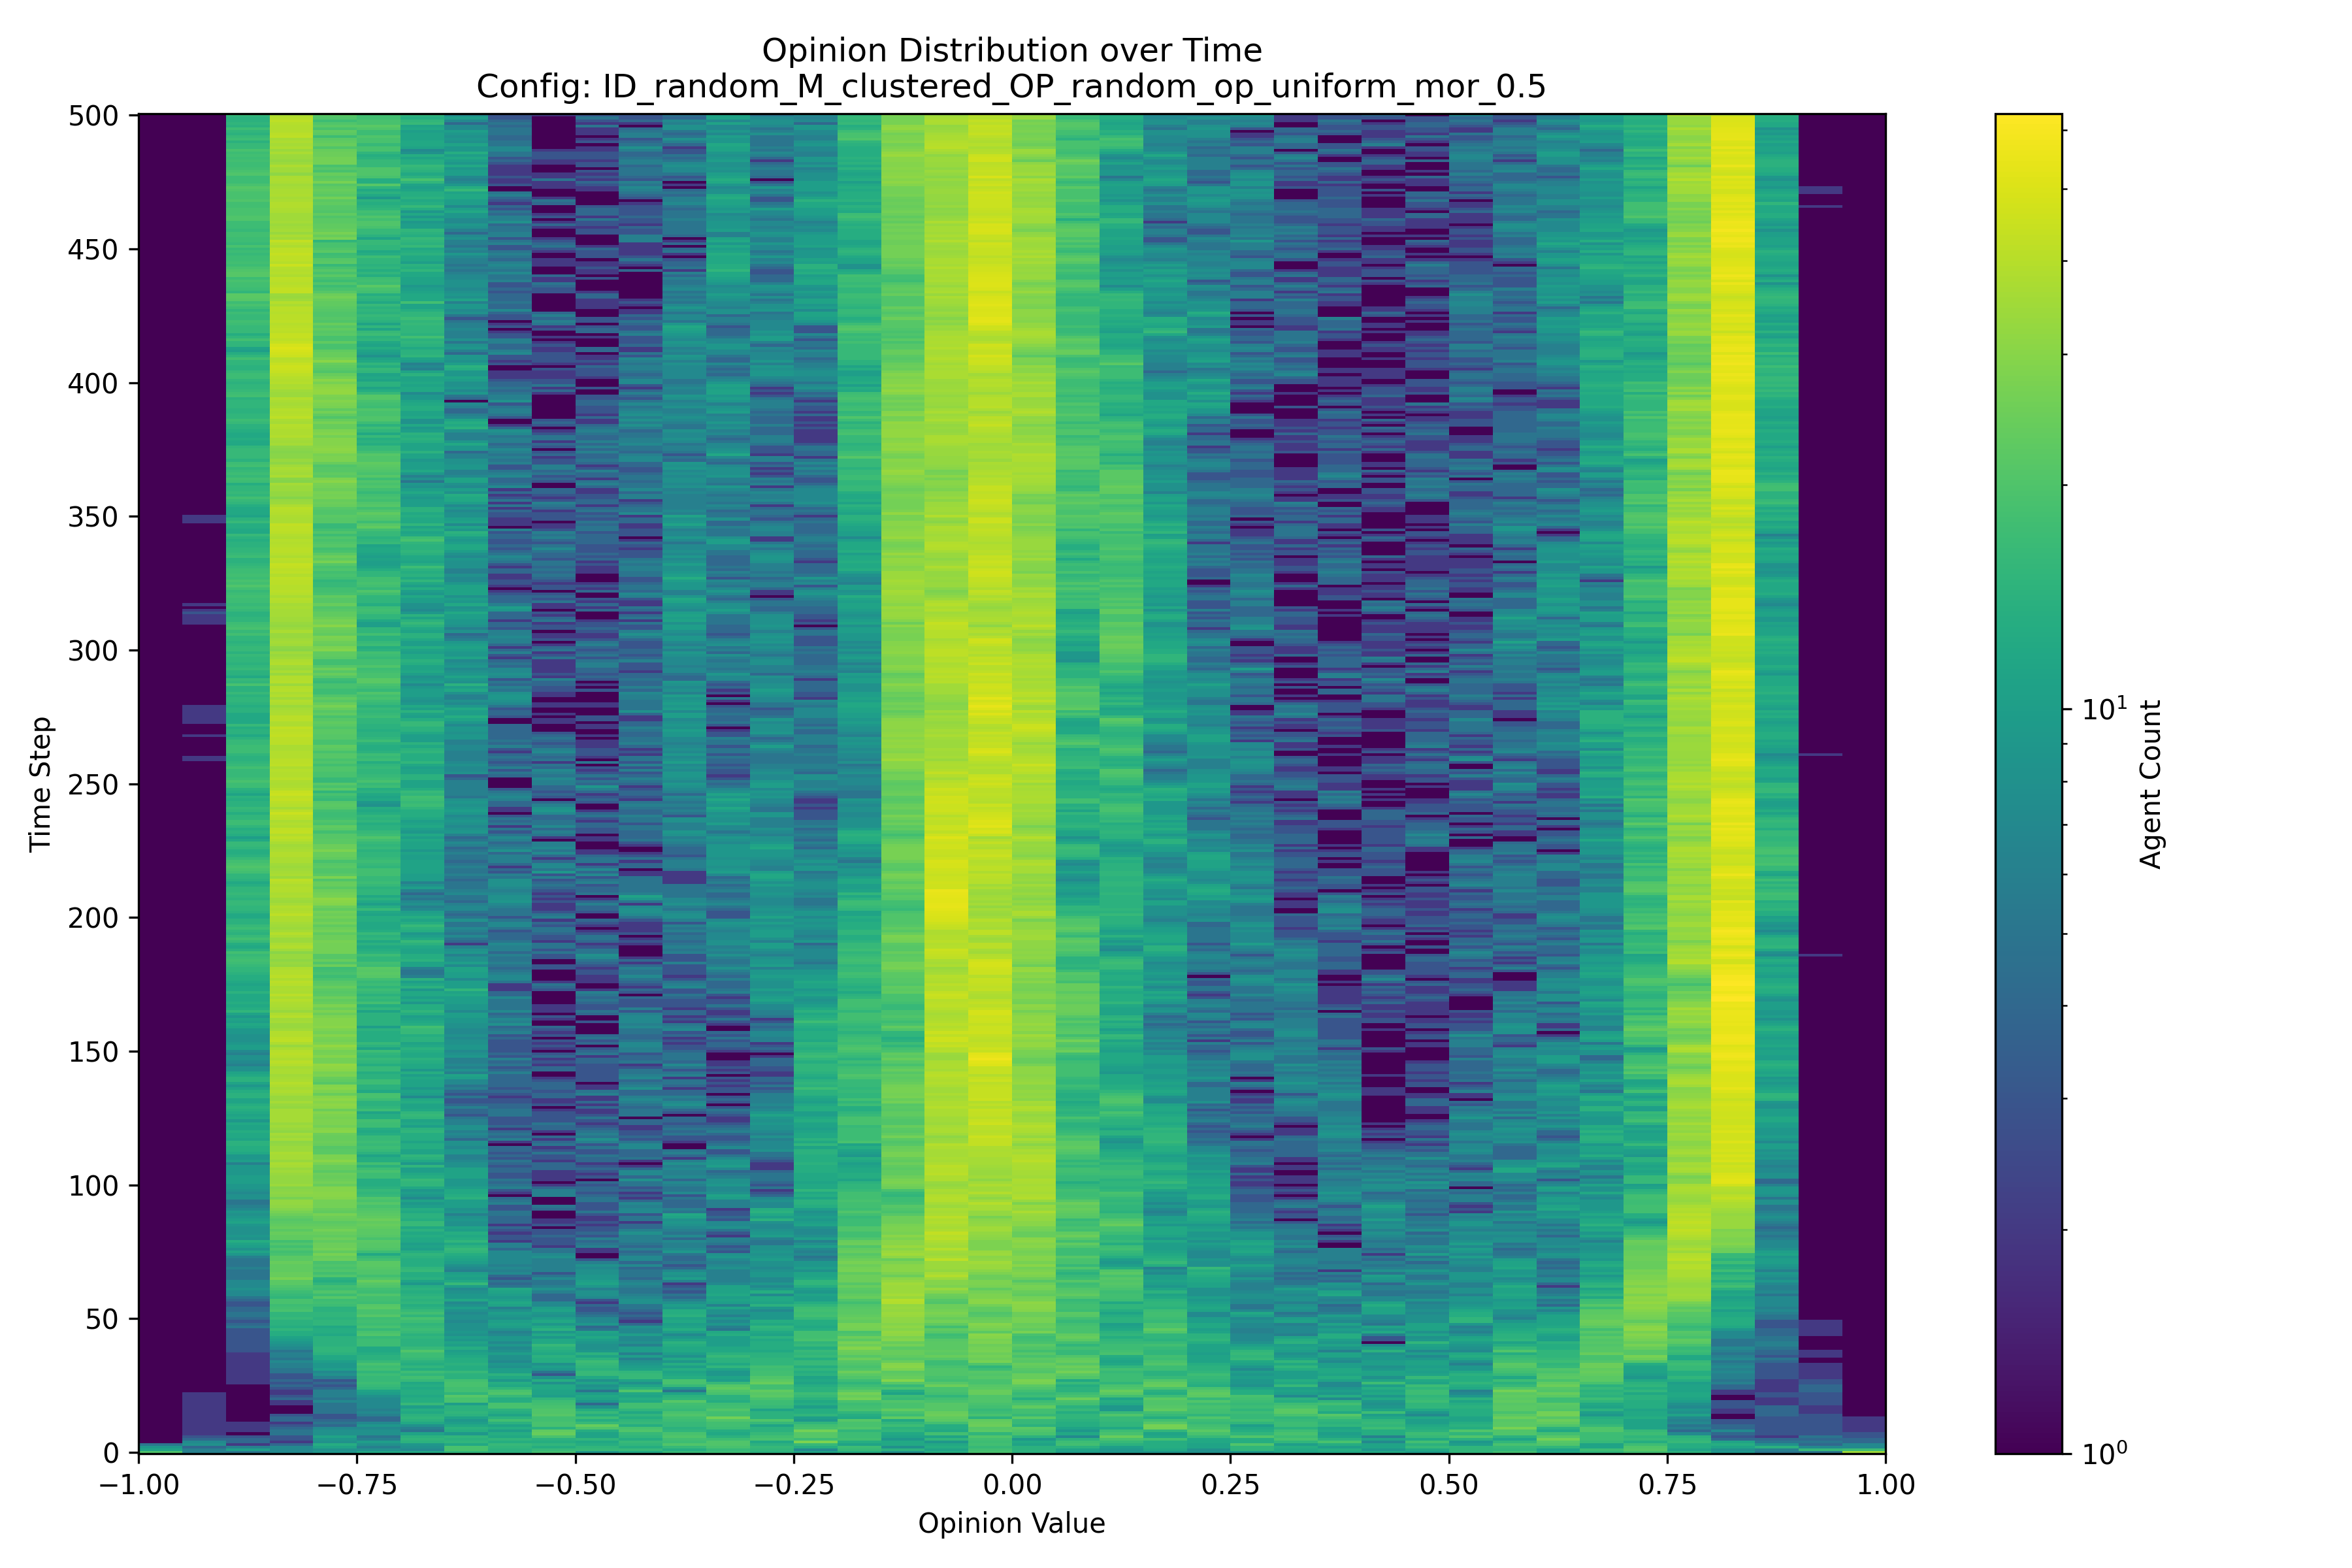 Opinion Distribution over Time
Config: ID_random_M_clustered_OP_random_op_uniform_mor_0.5
500
450
400
350
300
250
200
150
100
50
0
Time Step
−1.00 −0.75 −0.50 −0.25 0.00 0.25 0.50 0.75 1.00
Opinion Value
10¹
10⁰
Agent Count